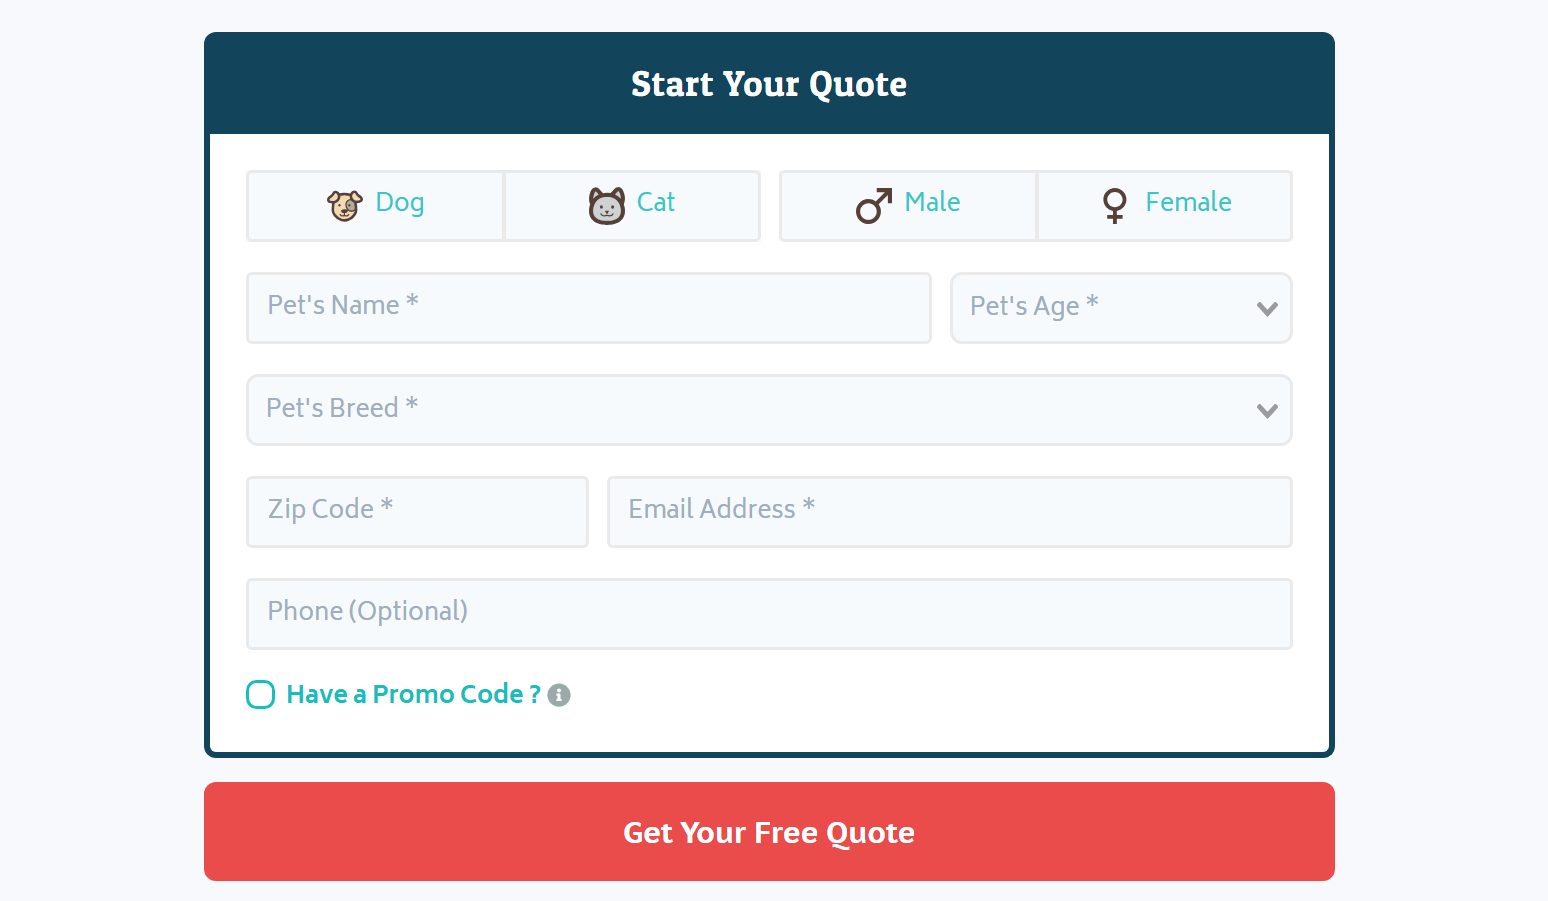 Start Your Quote
Dog Cat Male Female
Pet's Name * Pet's Age *
Pet's Breed *
Zip Code * Email Address *
Phone (Optional)
Have a Promo Code ?
Get Your Free Quote